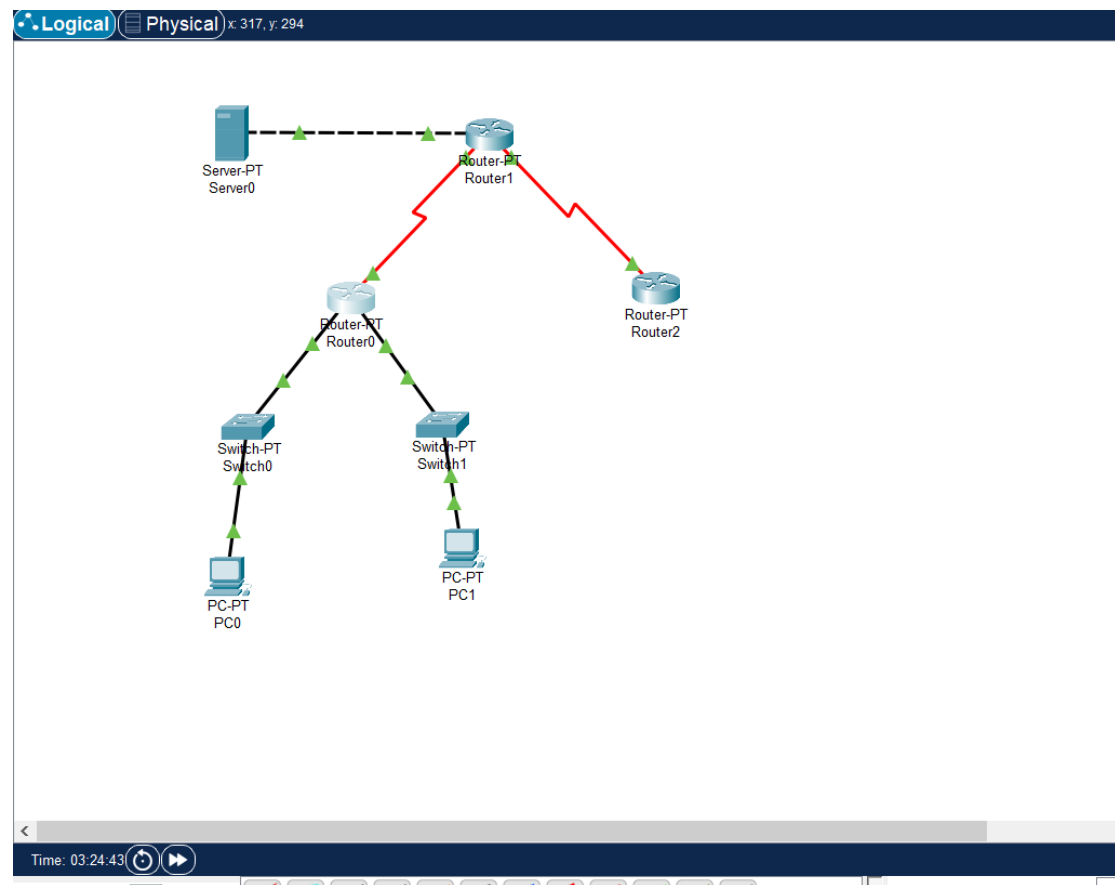 Logical Physical x: 317, y: 294
Server-PT
Server0
Router-PT
Router1
Router-PT
Router2
Router-PT
Router0
Switch-PT
Switch0
Switch-PT
Switch1
PC-PT
PC1
PC-PT
PC0
Time: 03:24:43